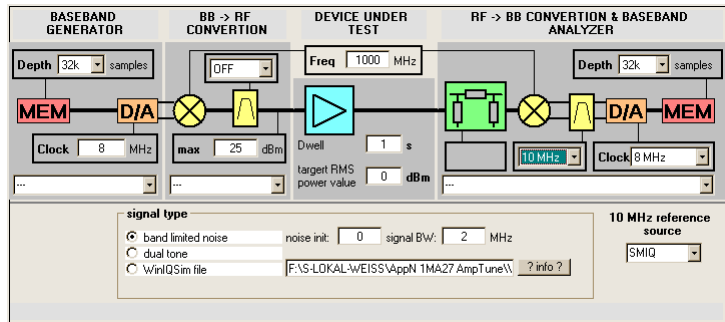 BASEBAND GENERATOR
BB -> RF CONVERTION
DEVICE UNDER TEST
RF -> BB CONVERTION & BASEBAND ANALYZER
Depth 32k samples
OFF
Freq 1000 MHz
Depth 32k samples
MEM D/A
D/A MEM
Clock 8 MHz
max 25 dBm
Dwell 1 s
targert RMS power value 0 dBm
10 MHz
Clock 8 MHz
---
---
---
signal type
band limited noise
noise init: 0 signal BW: 2 MHz
dual tone
WinIQSim file
F:\S-LOKAL-WEISS\AppN 1MA27 AmpTune\\
? info ?
10 MHz reference source
SMIQ